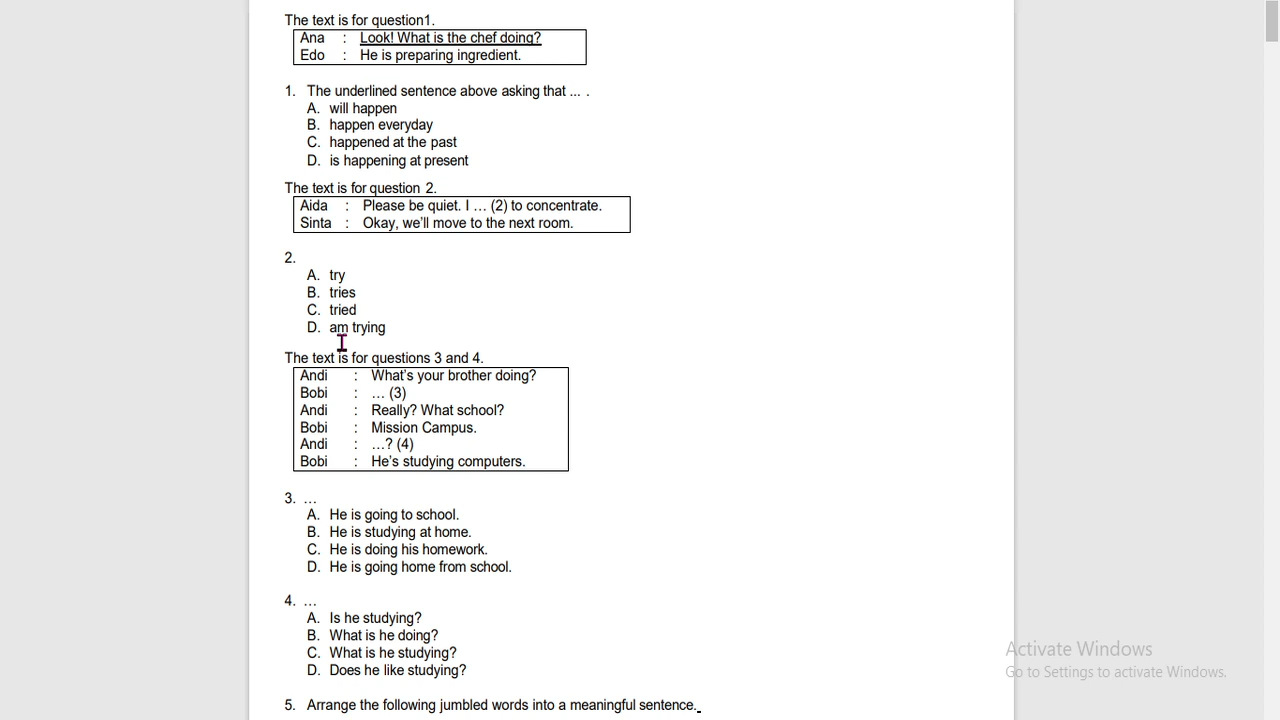 The text is for question1.
Ana : Look! What is the chef doing?
Edo : He is preparing ingredient.
1. The underlined sentence above asking that ... .
A. will happen
B. happen everyday
C. happened at the past
D. is happening at present
The text is for question 2.
Aida : Please be quiet. I ... (2) to concentrate.
Sinta : Okay, we'll move to the next room.
2.
A. try
B. tries
C. tried
D. am trying
The text is for questions 3 and 4.
Andi : What's your brother doing?
Bobi : ... (3)
Andi : Really? What school?
Bobi : Mission Campus.
Andi : ...? (4)
Bobi : He's studying computers.
3. ...
A. He is going to school.
B. He is studying at home.
C. He is doing his homework.
D. He is going home from school.
4. ...
A. Is he studying?
B. What is he doing?
C. What is he studying?
D. Does he like studying?
Activate Windows
Go to Settings to activate Windows.
5. Arrange the following jumbled words into a meaningful sentence.